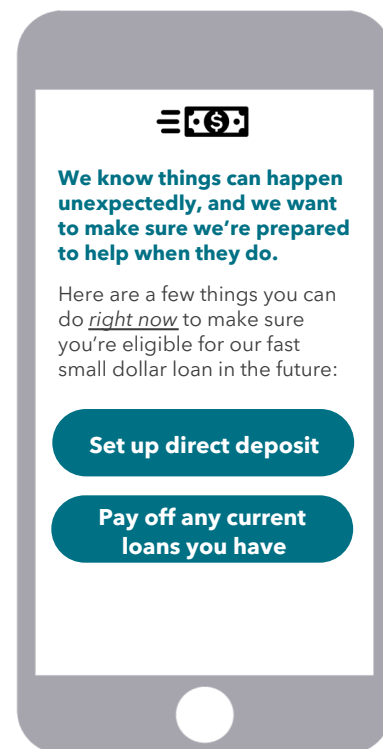 We know things can happen
unexpectedly, and we want
to make sure we’re prepared
to help when they do.
Here are a few things you can
do right now to make sure
you’re eligible for our fast
small dollar loan in the future:
Set up direct deposit
Pay off any current
loans you have